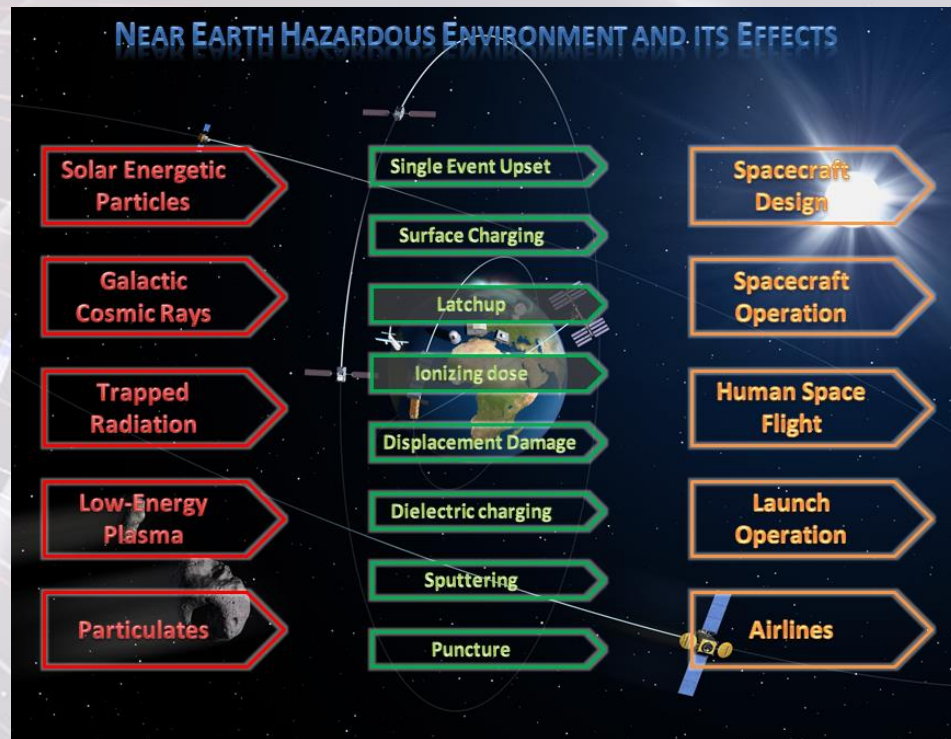 NEAR EARTH HAZARDOUS ENVIRONMENT AND ITS EFFECTS
Solar Energetic
Particles
Galactic
Cosmic Rays
Trapped
Radiation
Low-Energy
Plasma
Particulates
Single Event Upset
Surface Charging
Latchup
Ionizing dose
Displacement Damage
Dielectric charging
Sputtering
Puncture
Spacecraft
Design
Spacecraft
Operation
Human Space
Flight
Launch
Operation
Airlines